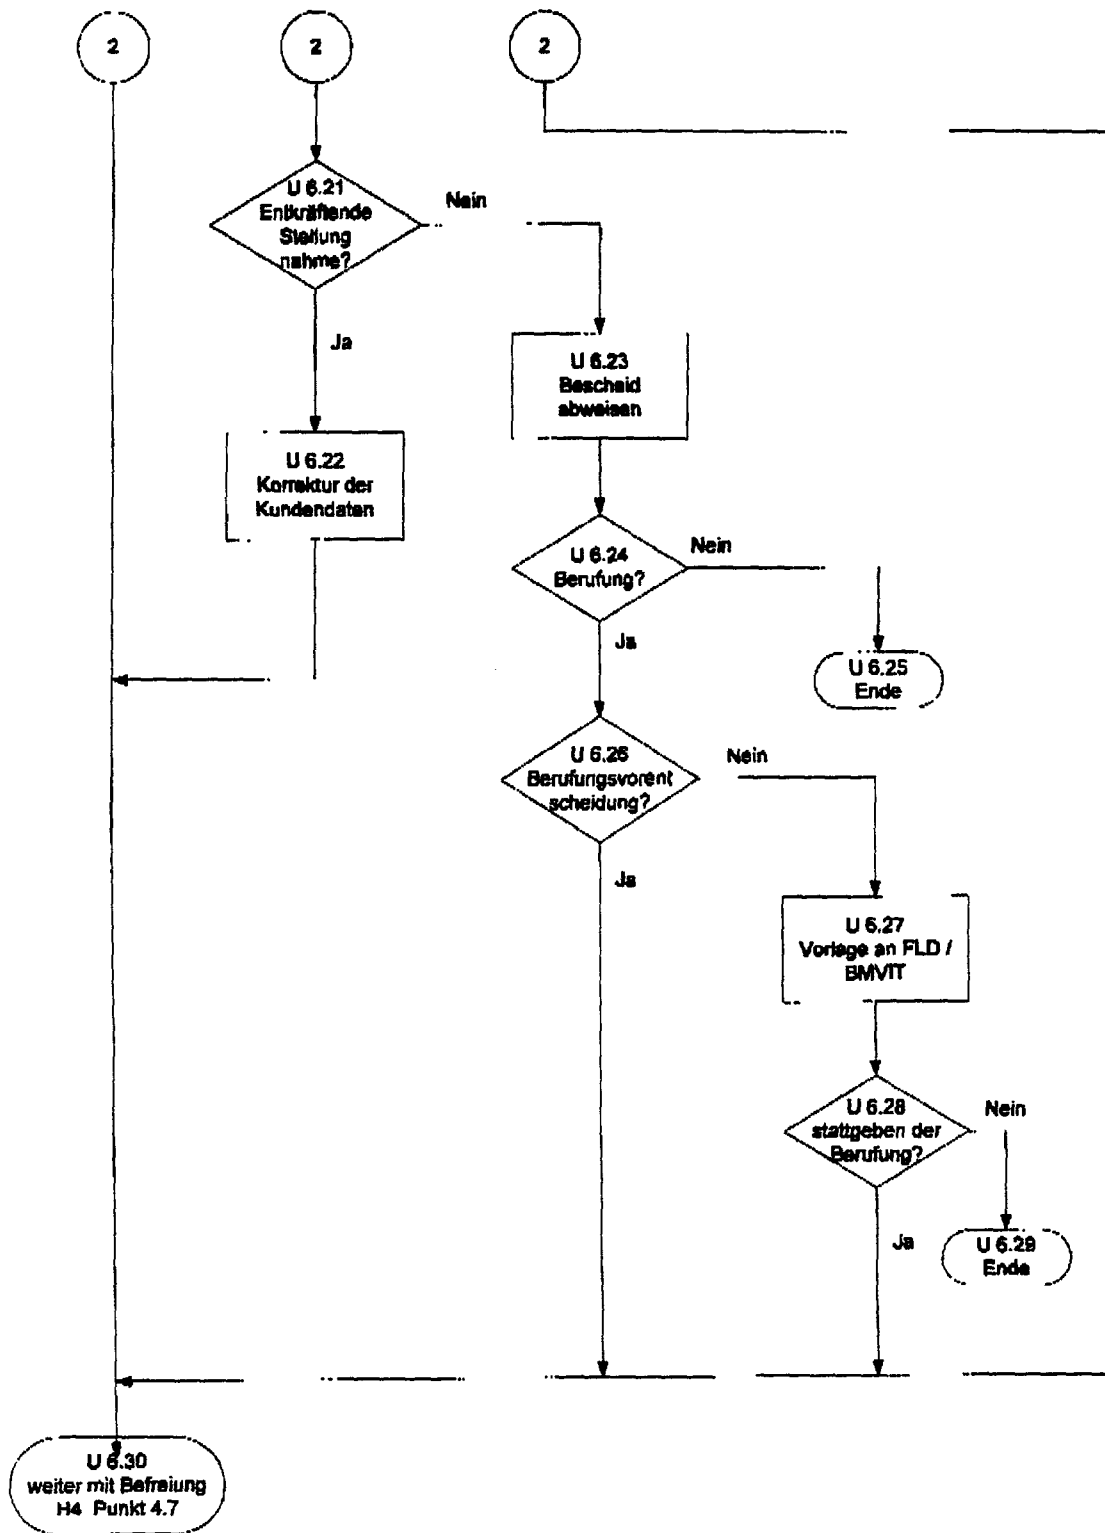 2
2
2
U 6.21
Entkräftende
Stellung
nahme?
Nein
Ja
U 6.23
Bescheid
abweisen
U 6.22
Korrektur der
Kundendaten
U 6.24
Berufung?
Nein
Ja
U 6.25
Ende
U 6.26
Berufungsvorent
scheidung?
Nein
Ja
U 6.27
Vorlage an FLD /
BMVIT
U 6.28
stattgeben der
Berufung?
Nein
Ja
U 6.29
Ende
U 6.30
weiter mit Befreiung
H4 Punkt 4.7